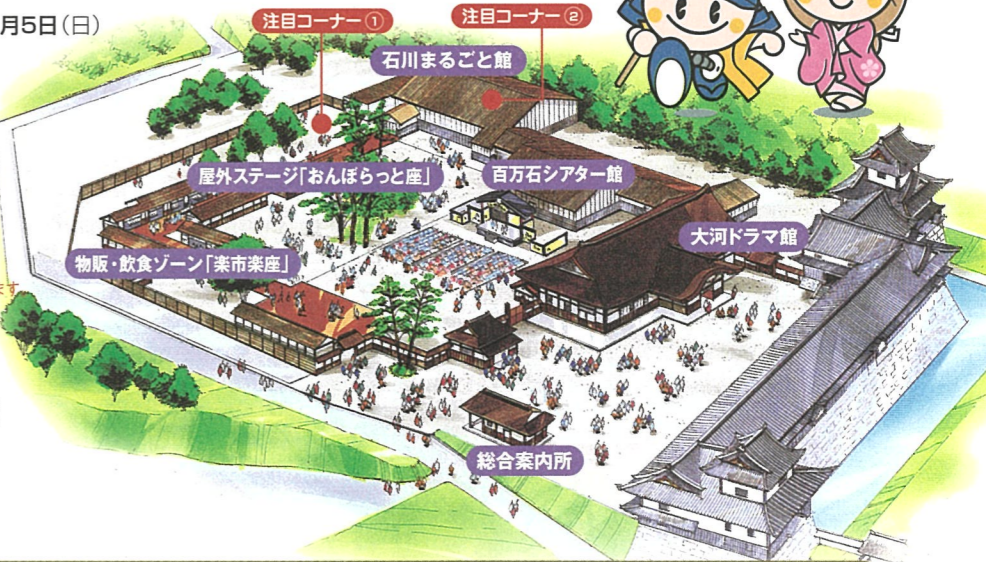 月5日（日）
注目コーナー①
注目コーナー②
石川まるごと館
屋外ステージ「おんぽらっと座」
百万石シアター館
大河ドラマ館
物販・飲食ゾーン「楽市楽座」
ます
総合案内所